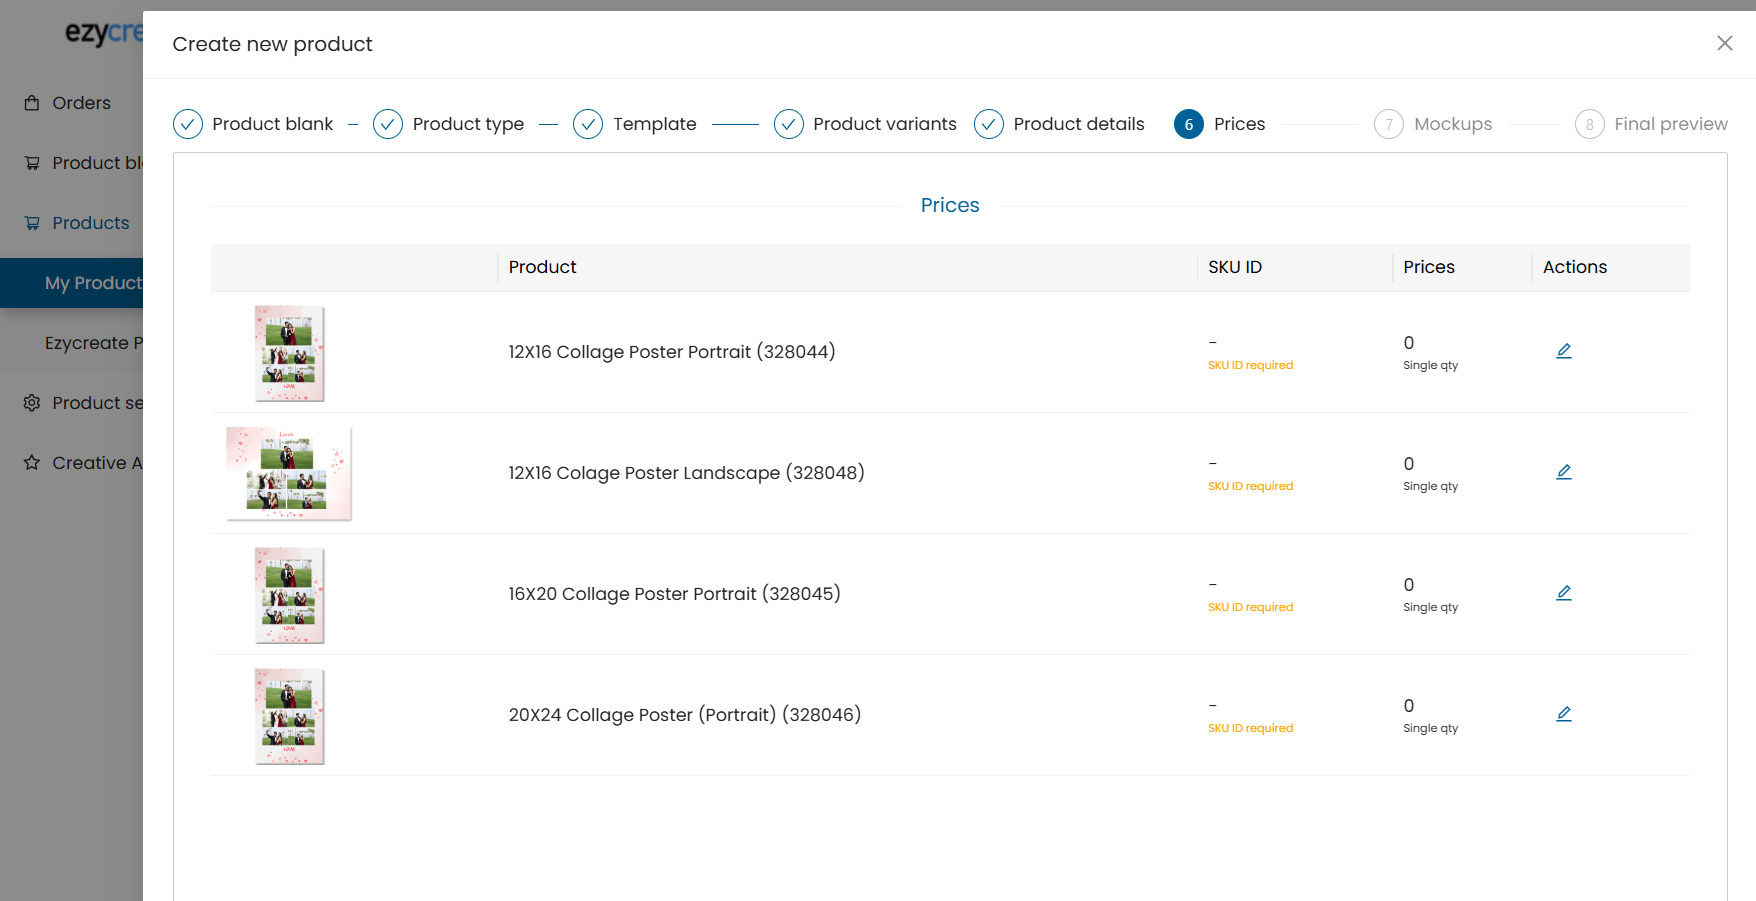 ezycre
Create new product
Orders
Product bl
Products
My Product
Ezycreate P
Product se
Creative A
Product blank
Product type
Template
Product variants
Product details
6 Prices
7 Mockups
8 Final preview
Prices
Product SKU ID Prices Actions
12X16 Collage Poster Portrait (328044) - 0
SKU ID required Single qty
12X16 Colage Poster Landscape (328048) - 0
SKU ID required Single qty
16X20 Collage Poster Portrait (328045) - 0
SKU ID required Single qty
20X24 Collage Poster (Portrait) (328046) - 0
SKU ID required Single qty